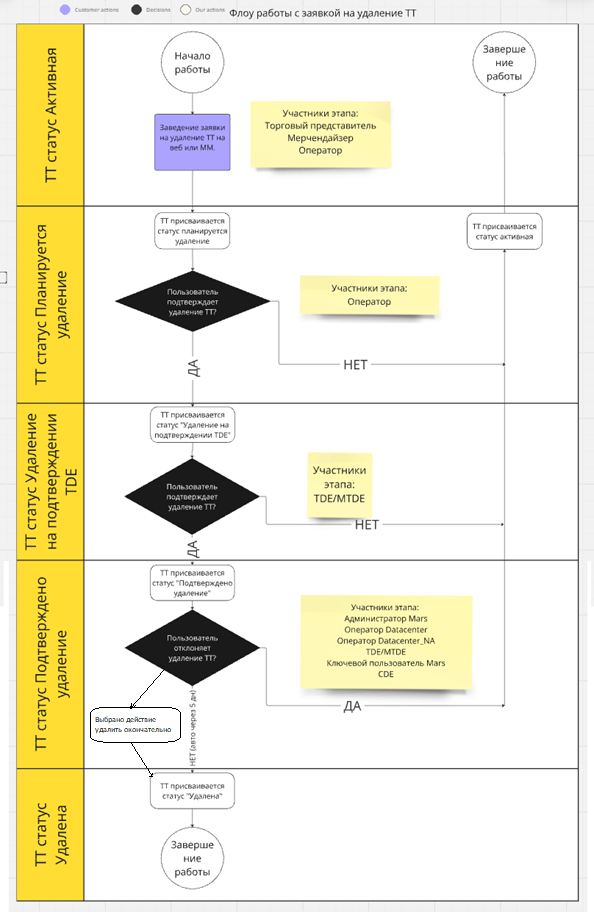 Customer actions
Decisions
Our actions
Флоу работы с заявкой на удаление ТТ
ТТ статус Активная
Начало
работы
Заверше
ние
работы
Заведение заявки
на удаление ТТ на
веб или ММ.
Участники этапа:
Торговый представитель
Мерчендайзер
Оператор
ТТ статус Планируется
удаление
ТТ присваивается
статус планируется
удаление
ТТ присваивается
статус активная
Пользователь
подтверждает
удаление ТТ?
Участники этапа:
Оператор
ДА
НЕТ
ТТ статус Удаление
на подтверждении
TDE
ТТ присваивается
статус "Удаление на
подтверждении TDE"
Пользователь
подтверждает
удаление ТТ?
Участники
этапа:
TDE/MTDE
НЕТ
ДА
ТТ статус Подтверждено
удаление
ТТ присваивается
статус "Подтверждено
удаление"
Пользователь
отклоняет
удаление ТТ?
Участники этапа:
Администратор Mars
Оператор Datacenter
Оператор Datacenter_NA
TDE/MTDE
Ключевой пользователь Mars
CDE
ДА
Выбрано действие
удалить окончательно
НЕТ (авто через 5 дн)
ТТ статус
Удалена
ТТ присваивается
статус "Удалена"
Заверше
ние
работы